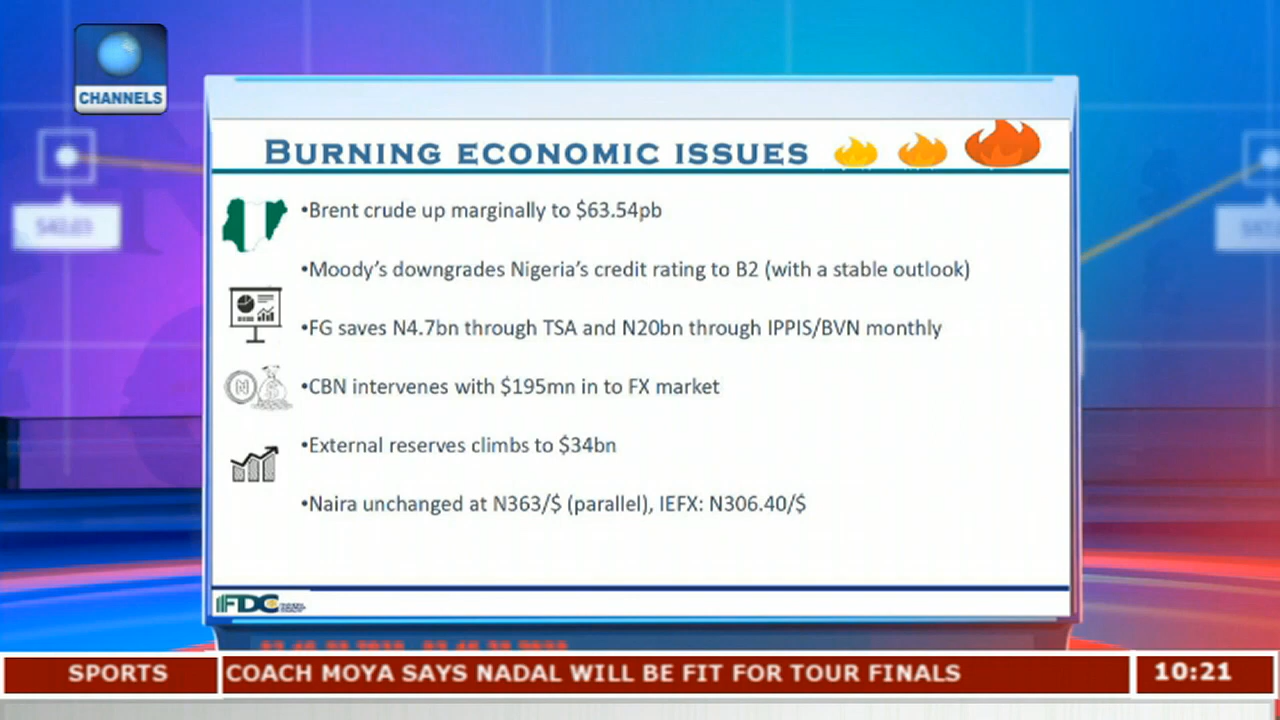 CHANNELS
BURNING ECONOMIC ISSUES
•Brent crude up marginally to $63.54pb
•Moody's downgrades Nigeria's credit rating to B2 (with a stable outlook)
•FG saves N4.7bn through TSA and N20bn through IPPIS/BVN monthly
•CBN intervenes with $195mn in to FX market
•External reserves climbs to $34bn
•Naira unchanged at N363/$ (parallel), IEFX: N306.40/$
FDC
SPORTS
COACH MOYA SAYS NADAL WILL BE FIT FOR TOUR FINALS
10:21